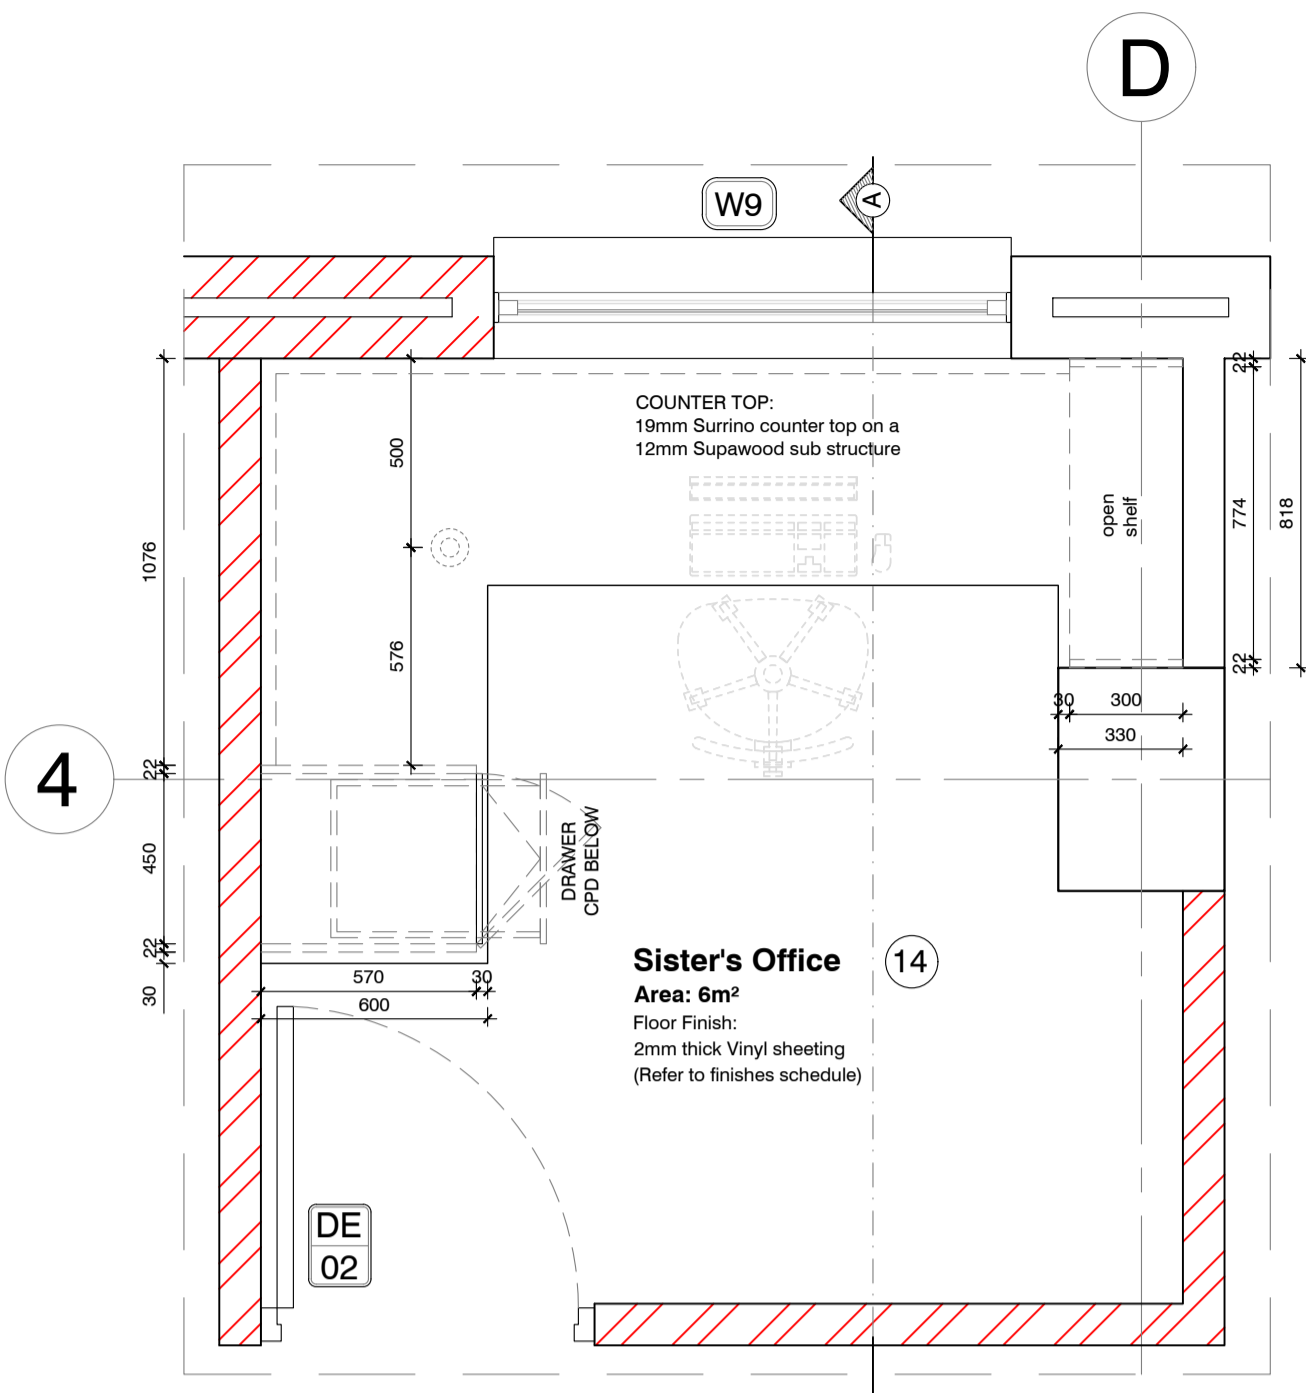 D
W9
A
COUNTER TOP:
19mm Surrino counter top on a
12mm Supawood sub structure
500
576
1076
22
450
22
30
open
shelf
22
774
22
818
30 300
330
4
DRAWER
CPD BELOW
570 30
600
Sister's Office 14
Area: 6m²
Floor Finish:
2mm thick Vinyl sheeting
(Refer to finishes schedule)
DE
02